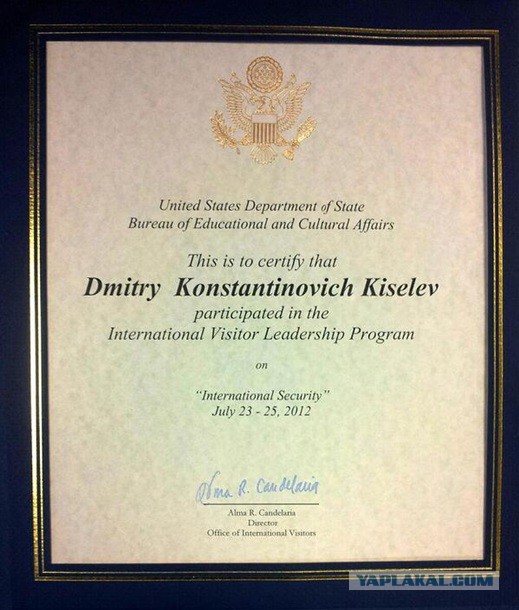 United States Department of State
Bureau of Educational and Cultural Affairs
This is to certify that
Dmitry Konstantinovich Kiselev
participated in the
International Visitor Leadership Program
on
“International Security”
July 23 - 25, 2012
Alma R. Candelaria
Alma R. Candelaria
Director
Office of International Visitors
YAPLAKAL.COM